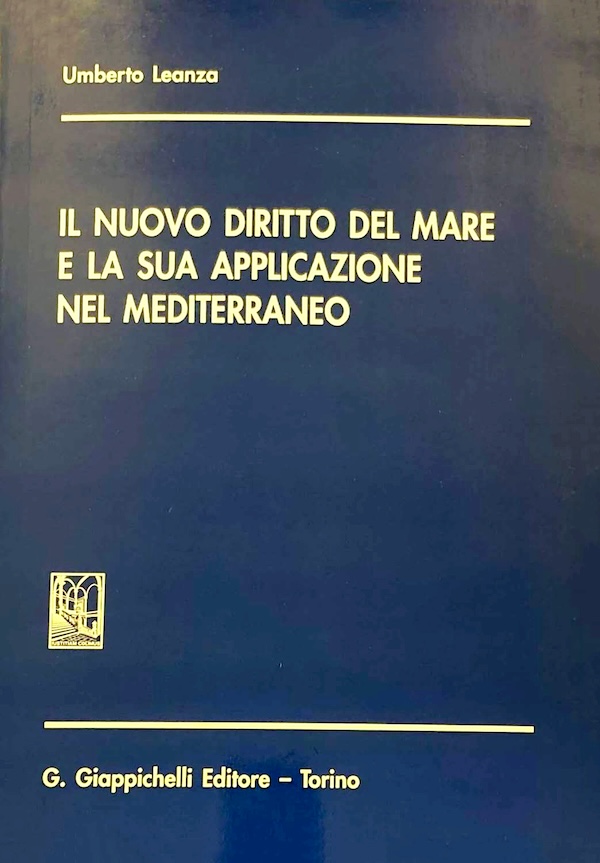 Umberto Leanza
IL NUOVO DIRITTO DEL MARE
E LA SUA APPLICAZIONE
NEL MEDITERRANEO
G. Giappichelli Editore – Torino